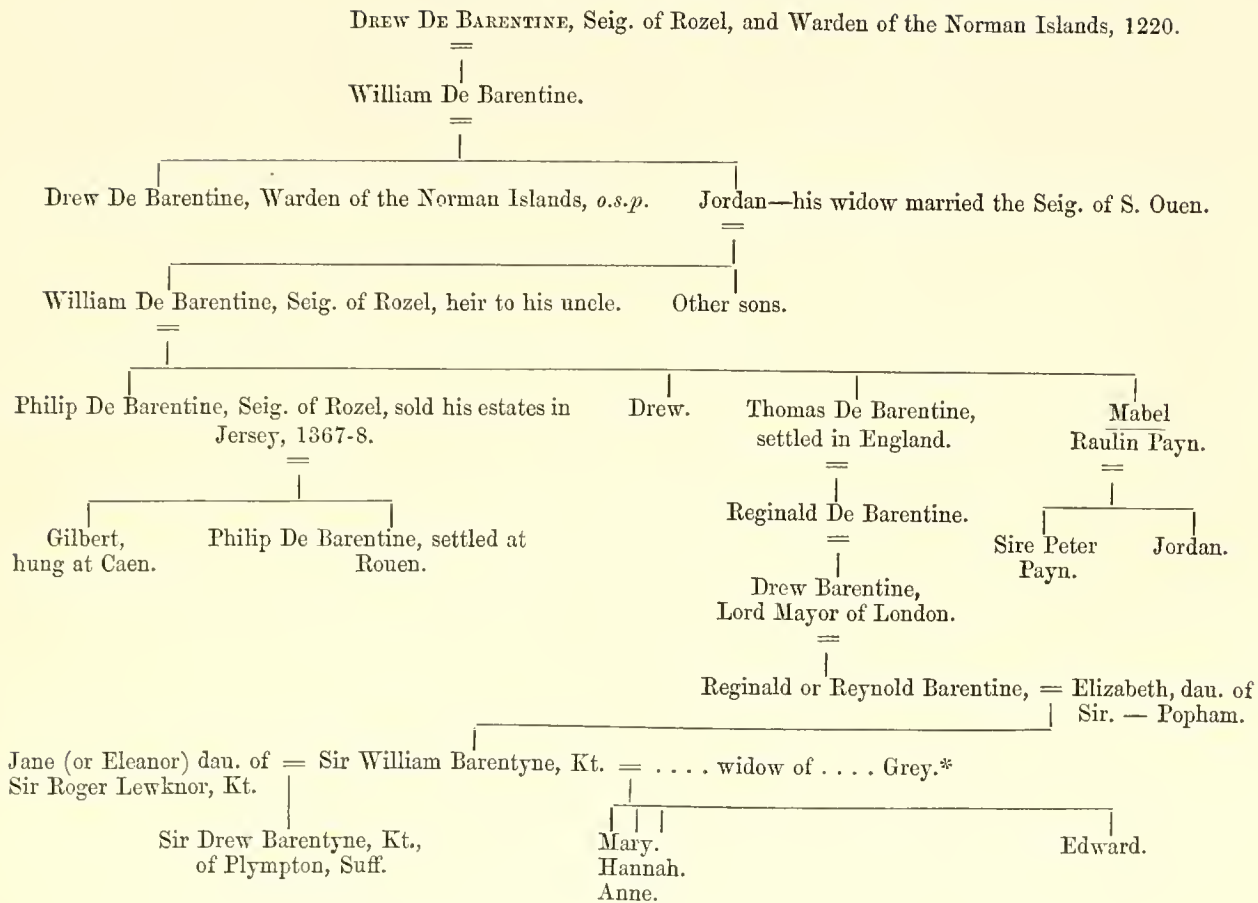 DREW DE BARENTINE, Seig. of Rozel, and Warden of the Norman Islands, 1220.
=
William De Barentine.
=
Drew De Barentine, Warden of the Norman Islands, o.s.p. Jordan—his widow married the Seig. of S. Ouen.
=
William De Barentine, Seig. of Rozel, heir to his uncle. Other sons.
=
Philip De Barentine, Seig. of Rozel, sold his estates in
Jersey, 1367-8.
=
Drew.
Thomas De Barentine,
settled in England.
=
Mabel
Raulin Payn.
=
Gilbert,
hung at Caen.
Philip De Barentine, settled at
Rouen.
Reginald De Barentine.
=
Sire Peter
Payn.
Jordan.
Drew Barentine,
Lord Mayor of London.
=
Reginald or Reynold Barentine, = Elizabeth, dau. of
Sir. — Popham.
Jane (or Eleanor) dau. of = Sir William Barentyne, Kt. = . . . . widow of . . . . Grey.*
Sir Roger Lewknor, Kt.
Sir Drew Barentyne, Kt.,
of Plympton, Suff.
Mary.
Hannah.
Anne.
Edward.